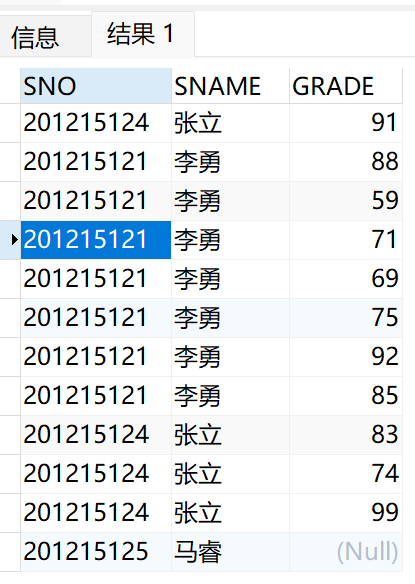 信息 结果 1
SNO SNAME GRADE
201215124 张立 91
201215121 李勇 88
201215121 李勇 59
201215121 李勇 71
201215121 李勇 69
201215121 李勇 75
201215121 李勇 92
201215121 李勇 85
201215124 张立 83
201215124 张立 74
201215124 张立 99
201215125 马睿 (Null)